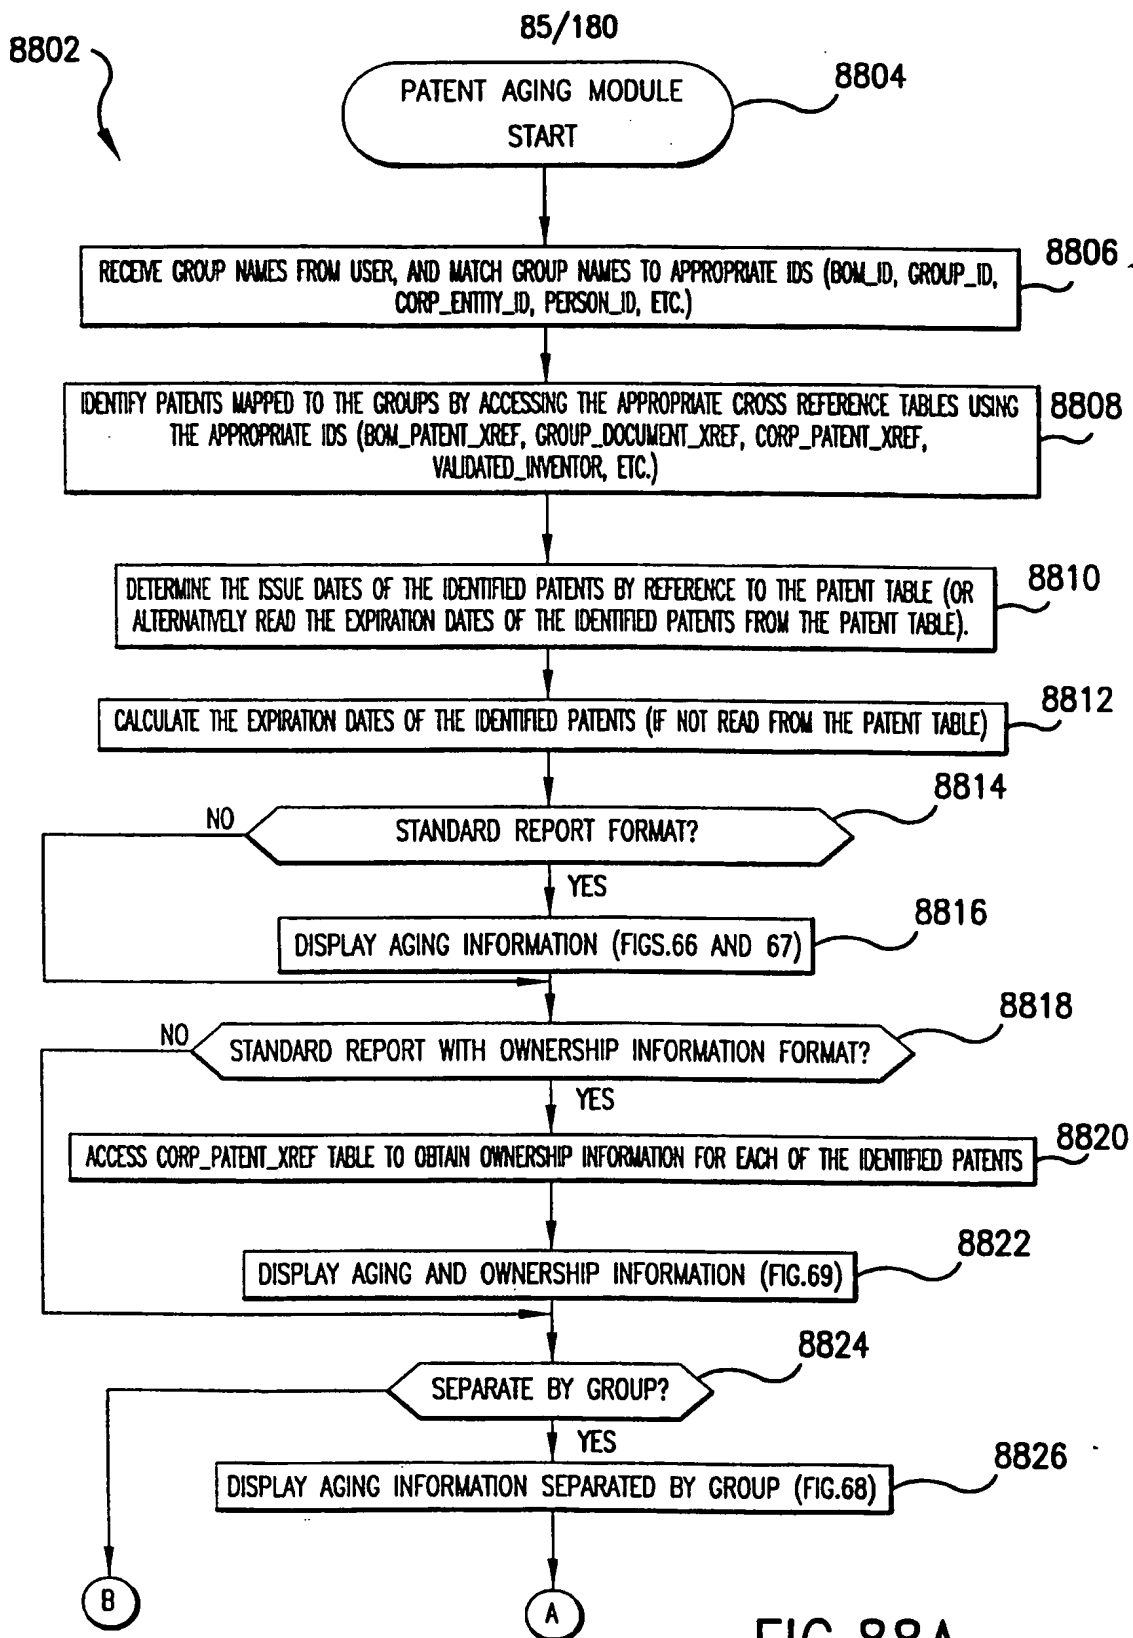 85/180
8802
PATENT AGING MODULE
START
8804
RECEIVE GROUP NAMES FROM USER, AND MATCH GROUP NAMES TO APPROPRIATE IDS (BOM_ID, GROUP_ID,
CORP_ENTITY_ID, PERSON_ID, ETC.)
8806
IDENTIFY PATENTS MAPPED TO THE GROUPS BY ACCESSING THE APPROPRIATE CROSS REFERENCE TABLES USING
THE APPROPRIATE IDS (BOM_PATENT_XREF, GROUP_DOCUMENT_XREF, CORP_PATENT_XREF,
VALIDATED_INVENTOR, ETC.)
8808
DETERMINE THE ISSUE DATES OF THE IDENTIFIED PATENTS BY REFERENCE TO THE PATENT TABLE (OR
ALTERNATIVELY READ THE EXPIRATION DATES OF THE IDENTIFIED PATENTS FROM THE PATENT TABLE).
8810
CALCULATE THE EXPIRATION DATES OF THE IDENTIFIED PATENTS (IF NOT READ FROM THE PATENT TABLE)
8812
STANDARD REPORT FORMAT?
8814
NO
YES
DISPLAY AGING INFORMATION (FIGS.66 AND 67)
8816
STANDARD REPORT WITH OWNERSHIP INFORMATION FORMAT?
8818
NO
YES
ACCESS CORP_PATENT_XREF TABLE TO OBTAIN OWNERSHIP INFORMATION FOR EACH OF THE IDENTIFIED PATENTS
8820
DISPLAY AGING AND OWNERSHIP INFORMATION (FIG.69)
8822
SEPARATE BY GROUP?
8824
YES
DISPLAY AGING INFORMATION SEPARATED BY GROUP (FIG.68)
8826
B
A
FIG.88A